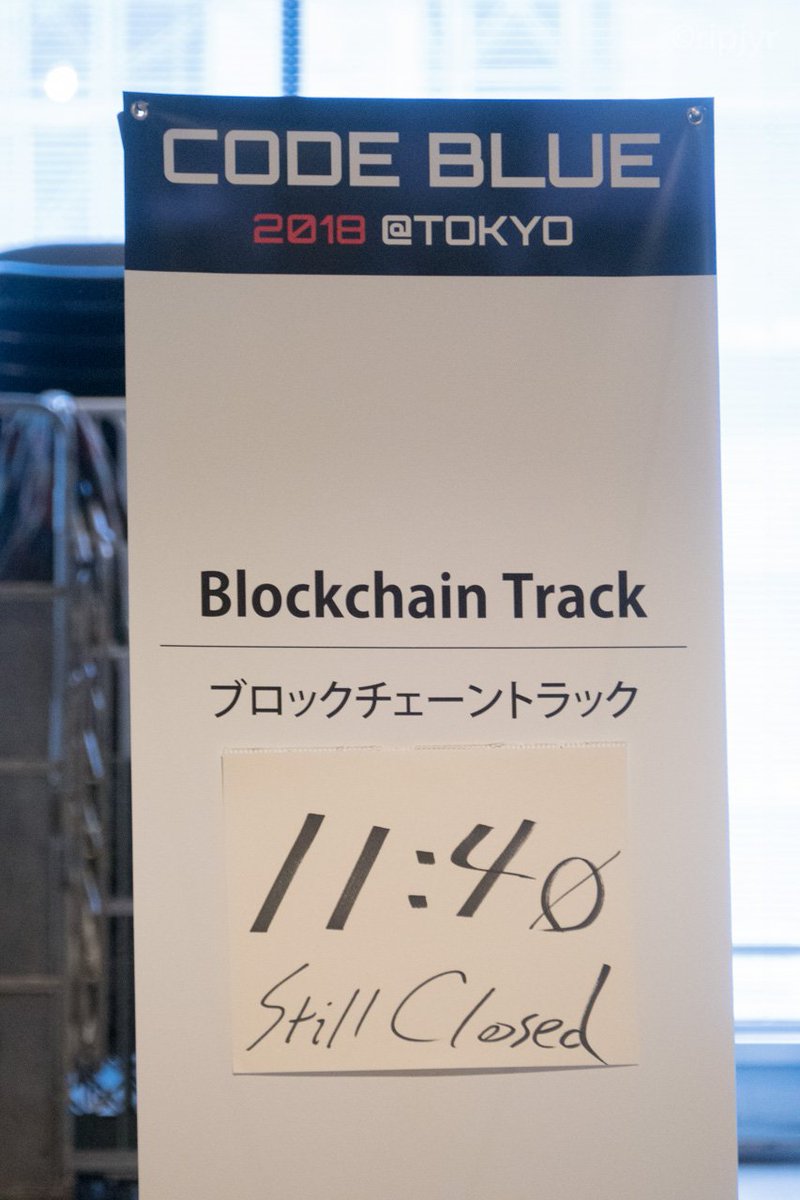 ©ripjyr
CODE BLUE
2018 @TOKYO
Blockchain Track
ブロックチェーントラック
11:40
Still Closed